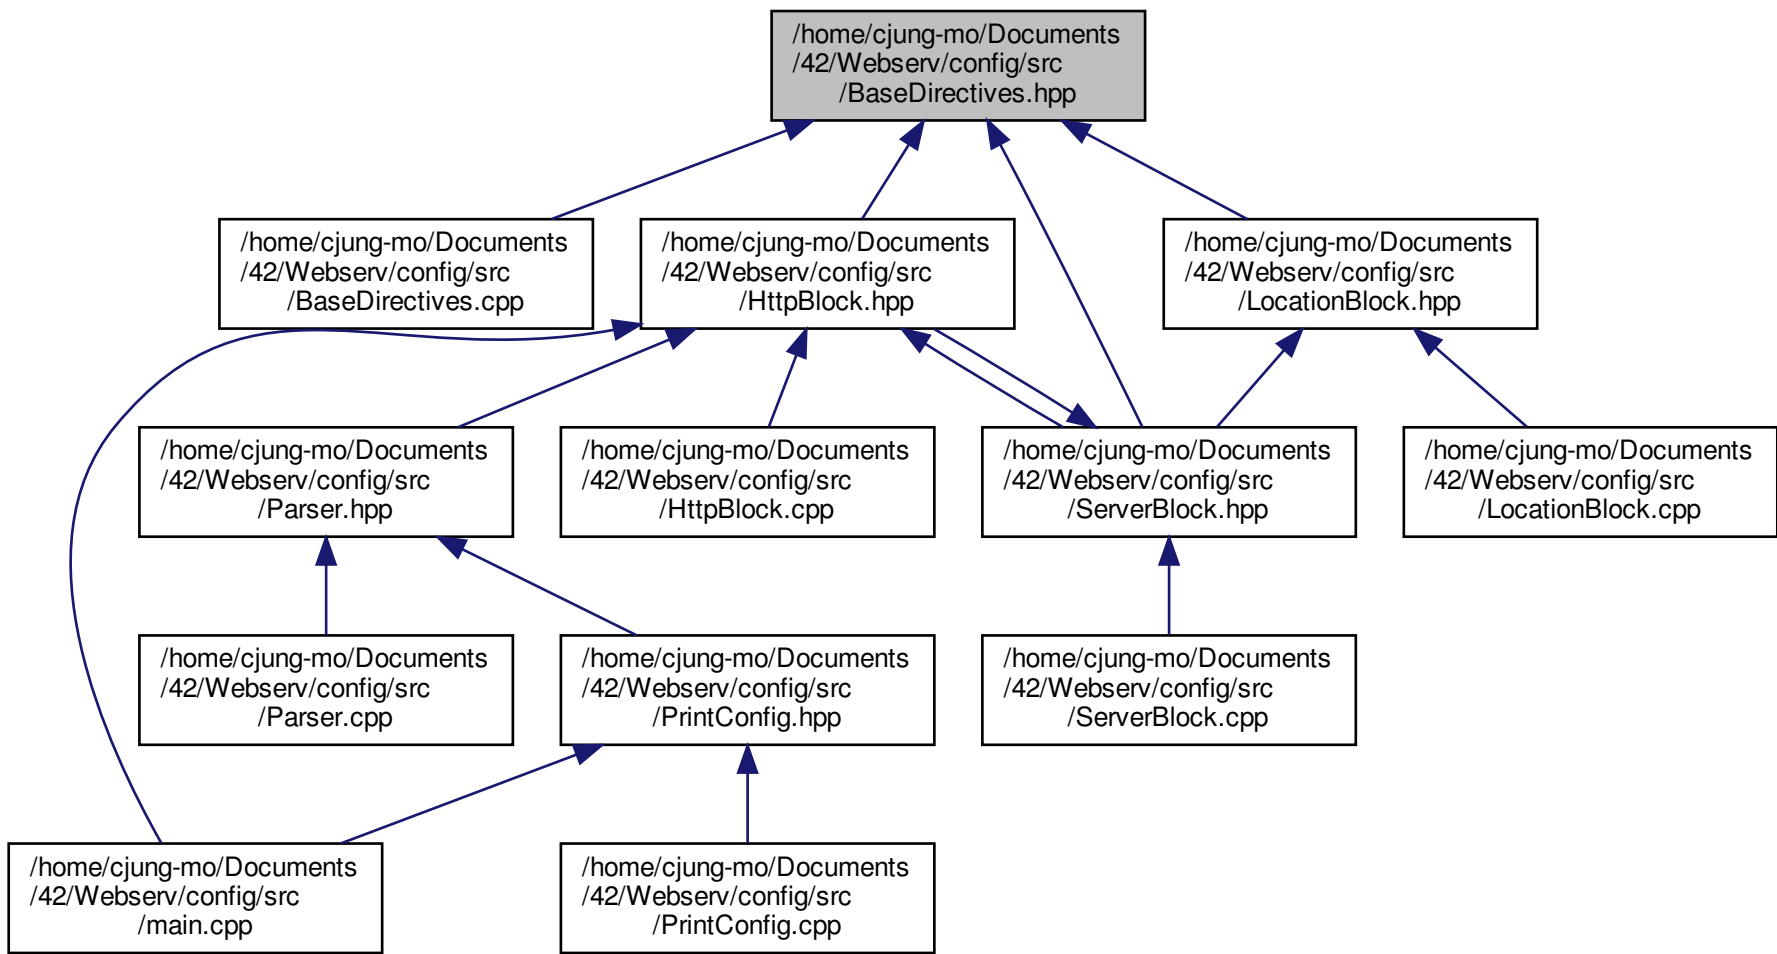 /home/cjung-mo/Documents
/42/Webserv/config/src
/BaseDirectives.hpp
/home/cjung-mo/Documents
/42/Webserv/config/src
/BaseDirectives.cpp
/home/cjung-mo/Documents
/42/Webserv/config/src
/HttpBlock.hpp
/home/cjung-mo/Documents
/42/Webserv/config/src
/LocationBlock.hpp
/home/cjung-mo/Documents
/42/Webserv/config/src
/Parser.hpp
/home/cjung-mo/Documents
/42/Webserv/config/src
/HttpBlock.cpp
/home/cjung-mo/Documents
/42/Webserv/config/src
/ServerBlock.hpp
/home/cjung-mo/Documents
/42/Webserv/config/src
/LocationBlock.cpp
/home/cjung-mo/Documents
/42/Webserv/config/src
/Parser.cpp
/home/cjung-mo/Documents
/42/Webserv/config/src
/PrintConfig.hpp
/home/cjung-mo/Documents
/42/Webserv/config/src
/ServerBlock.cpp
/home/cjung-mo/Documents
/42/Webserv/config/src
/main.cpp
/home/cjung-mo/Documents
/42/Webserv/config/src
/PrintConfig.cpp